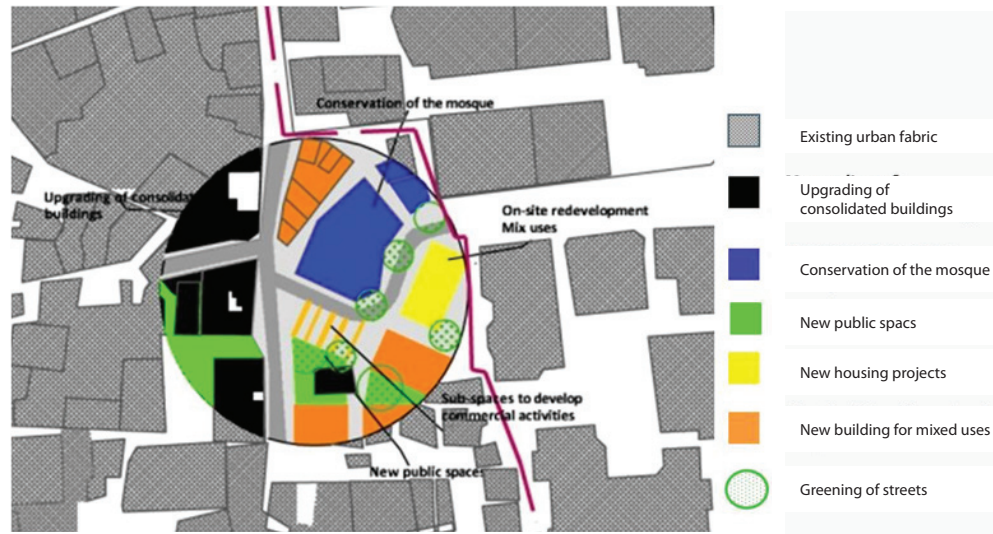 Conservation of the mosque
Upgrading of consolidat
buildings
On-site redevelopment
Mix uses
Sub-spaces to develop
commercial activities
New public spaces
Existing urban fabric
Upgrading of
consolidated buildings
Conservation of the mosque
New public spacs
New housing projects
New building for mixed uses
Greening of streets